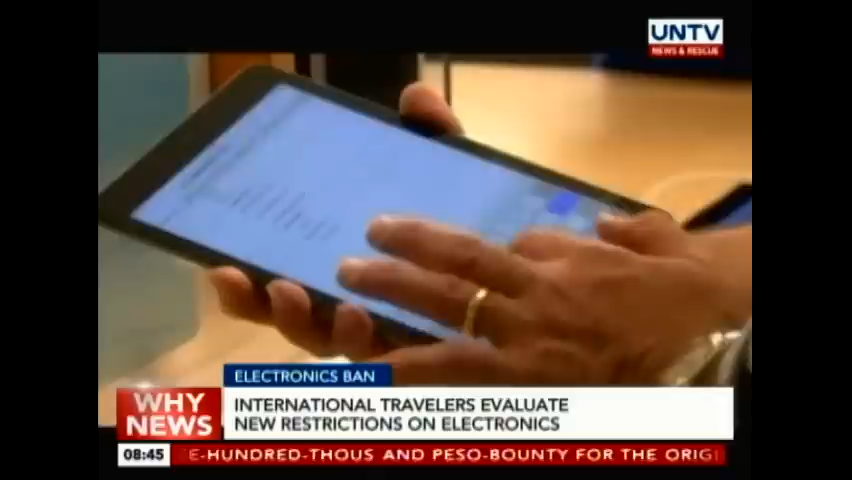 UNTV
NEWS & RESCUE
ELECTRONICS BAN
WHY
NEWS
INTERNATIONAL TRAVELERS EVALUATE
NEW RESTRICTIONS ON ELECTRONICS
08:45
E-HUNDRED-THOUS AND PESO-BOUNTY FOR THE ORIG